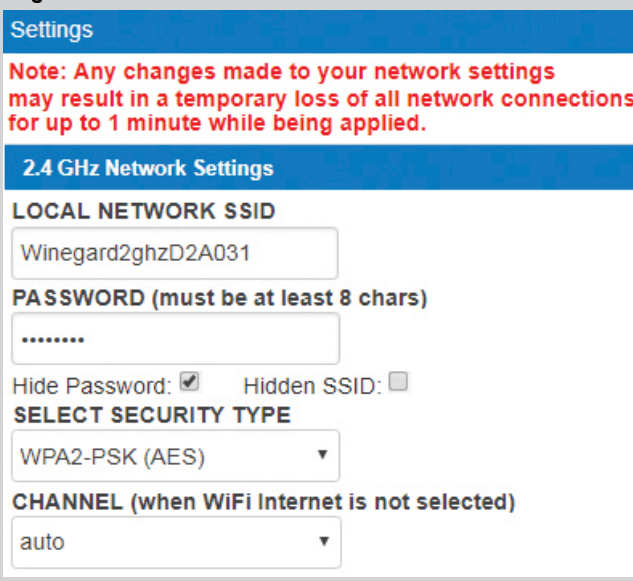 Settings
Note: Any changes made to your network settings
may result in a temporary loss of all network connections
for up to 1 minute while being applied.
2.4 GHz Network Settings
LOCAL NETWORK SSID
Winegard2ghzD2A031
PASSWORD (must be at least 8 chars)
••••••••
Hide Password: Hidden SSID:
SELECT SECURITY TYPE
WPA2-PSK (AES)
CHANNEL (when WiFi Internet is not selected)
auto